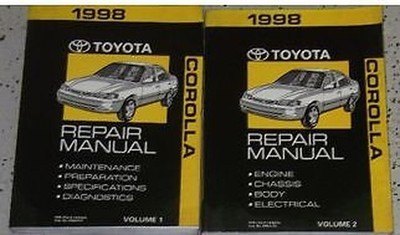 1998
TOYOTA
COROLLA
REPAIR
MANUAL
• MAINTENANCE
• PREPARATION
• SPECIFICATIONS
• DIAGNOSTICS
VOLUME 1
1998
TOYOTA
COROLLA
REPAIR
MANUAL
• ENGINE
• CHASSIS
• BODY
• ELECTRICAL
VOLUME 2